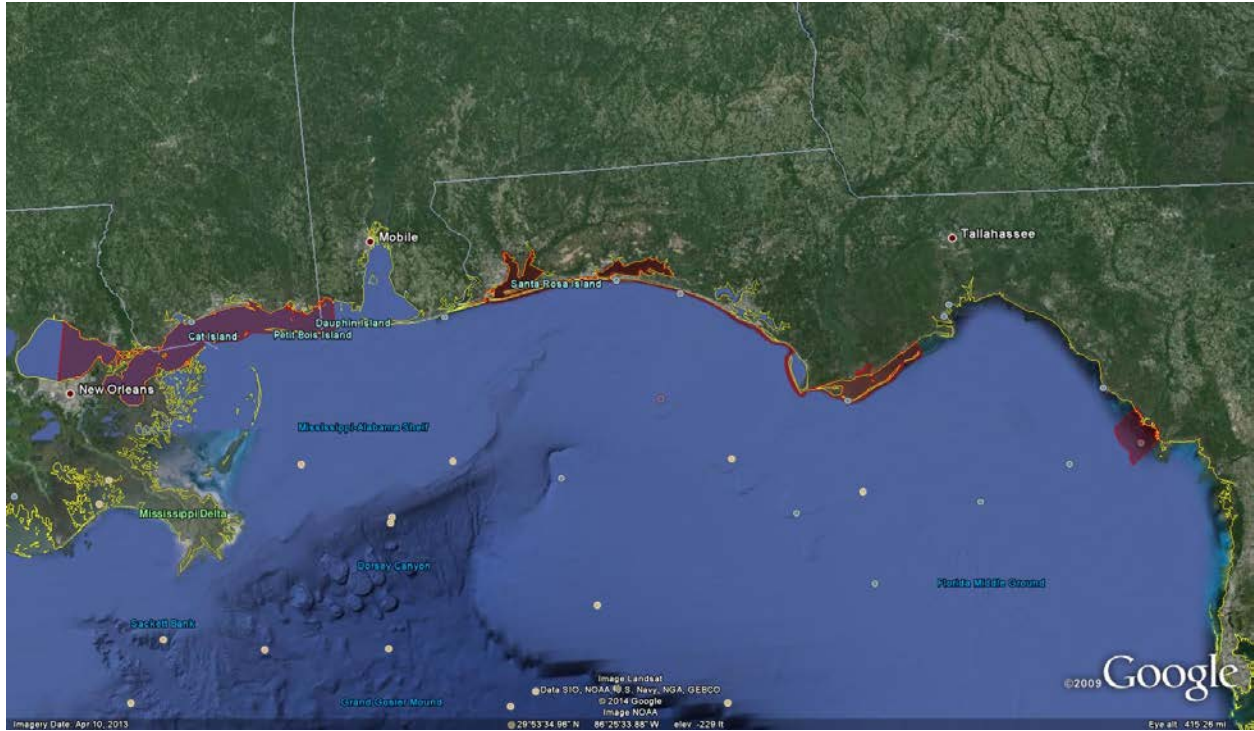 Mobile
Tallahassee
Santa Rosa Island
Dauphin Island
Cat Island
Petit Bois Island
New Orleans
Mississippi-Alabama Shelf
Mississippi Delta
Dorsey Canyon
Florida Middle Ground
Sackett Bank
Image Landsat
Data SIO, NOAA, U.S. Navy, NGA, GEBCO
© 2014 Google
Image NOAA
Grand Gosier Mound
©2009 Google
Imagery Date: Apr 10, 2013
29°53'34.96" N 86°25'33.88" W elev -229 ft
Eye alt 415.26 mi